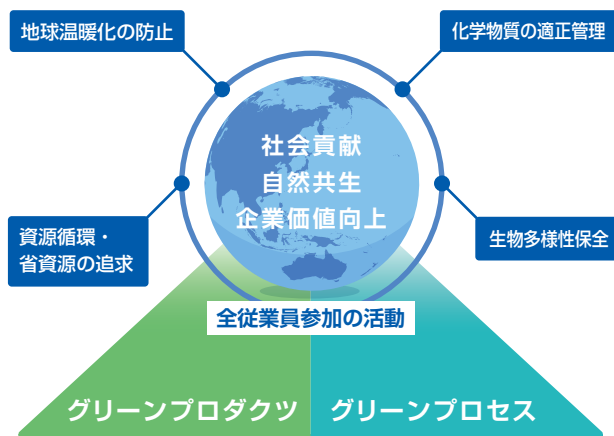 地球温暖化の防止
化学物質の適正管理
社会貢献
自然共生
企業価値向上
資源循環・
省資源の追求
生物多様性保全
全従業員参加の活動
グリーンプロダクツ
グリーンプロセス